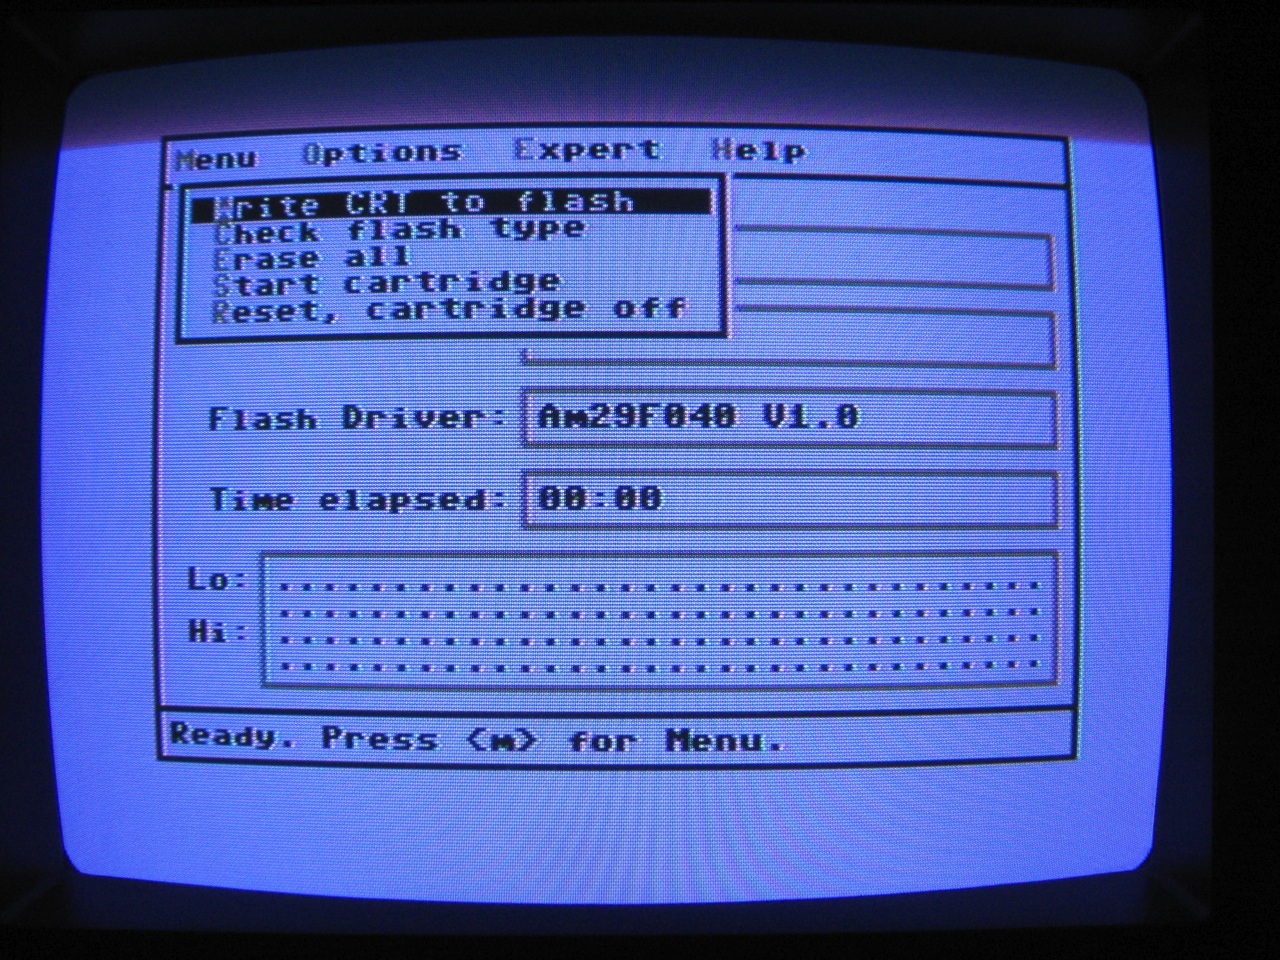 Menu Options Expert Help
Write CRT to flash
Check flash type
Erase all
Start cartridge
Reset, cartridge off
Flash Driver: Am29F040 V1.0
Time elapsed: 00:00
Lo: ..............................
..............................
Hi: ..............................
..............................
Ready. Press <m> for Menu.